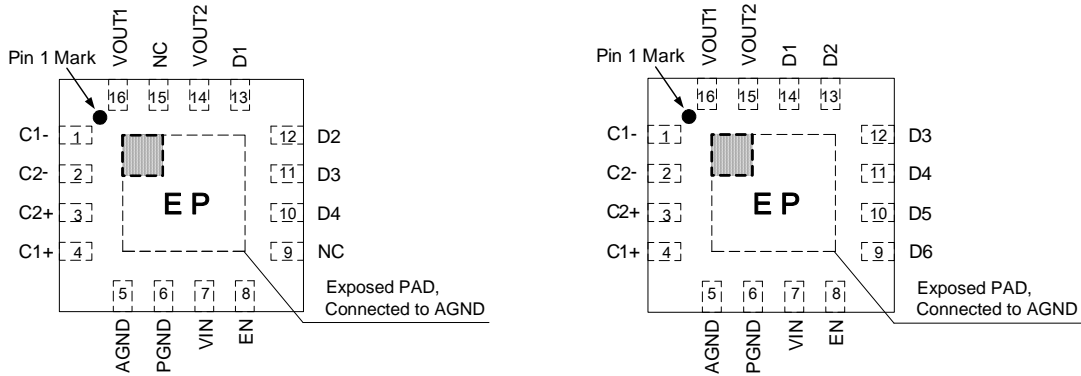 VOUT1
NC
VOUT2
D1
Pin 1 Mark
16
15
14
13
C1- 1
C2- 2
C2+ 3
C1+ 4
12 D2
11 D3
10 D4
9 NC
EP
5
6
7
8
AGND
PGND
VIN
EN
Exposed PAD,
Connected to AGND
VOUT1
VOUT2
D1
D2
Pin 1 Mark
16
15
14
13
C1- 1
C2- 2
C2+ 3
C1+ 4
12 D3
11 D4
10 D5
9 D6
EP
5
6
7
8
AGND
PGND
VIN
EN
Exposed PAD,
Connected to AGND